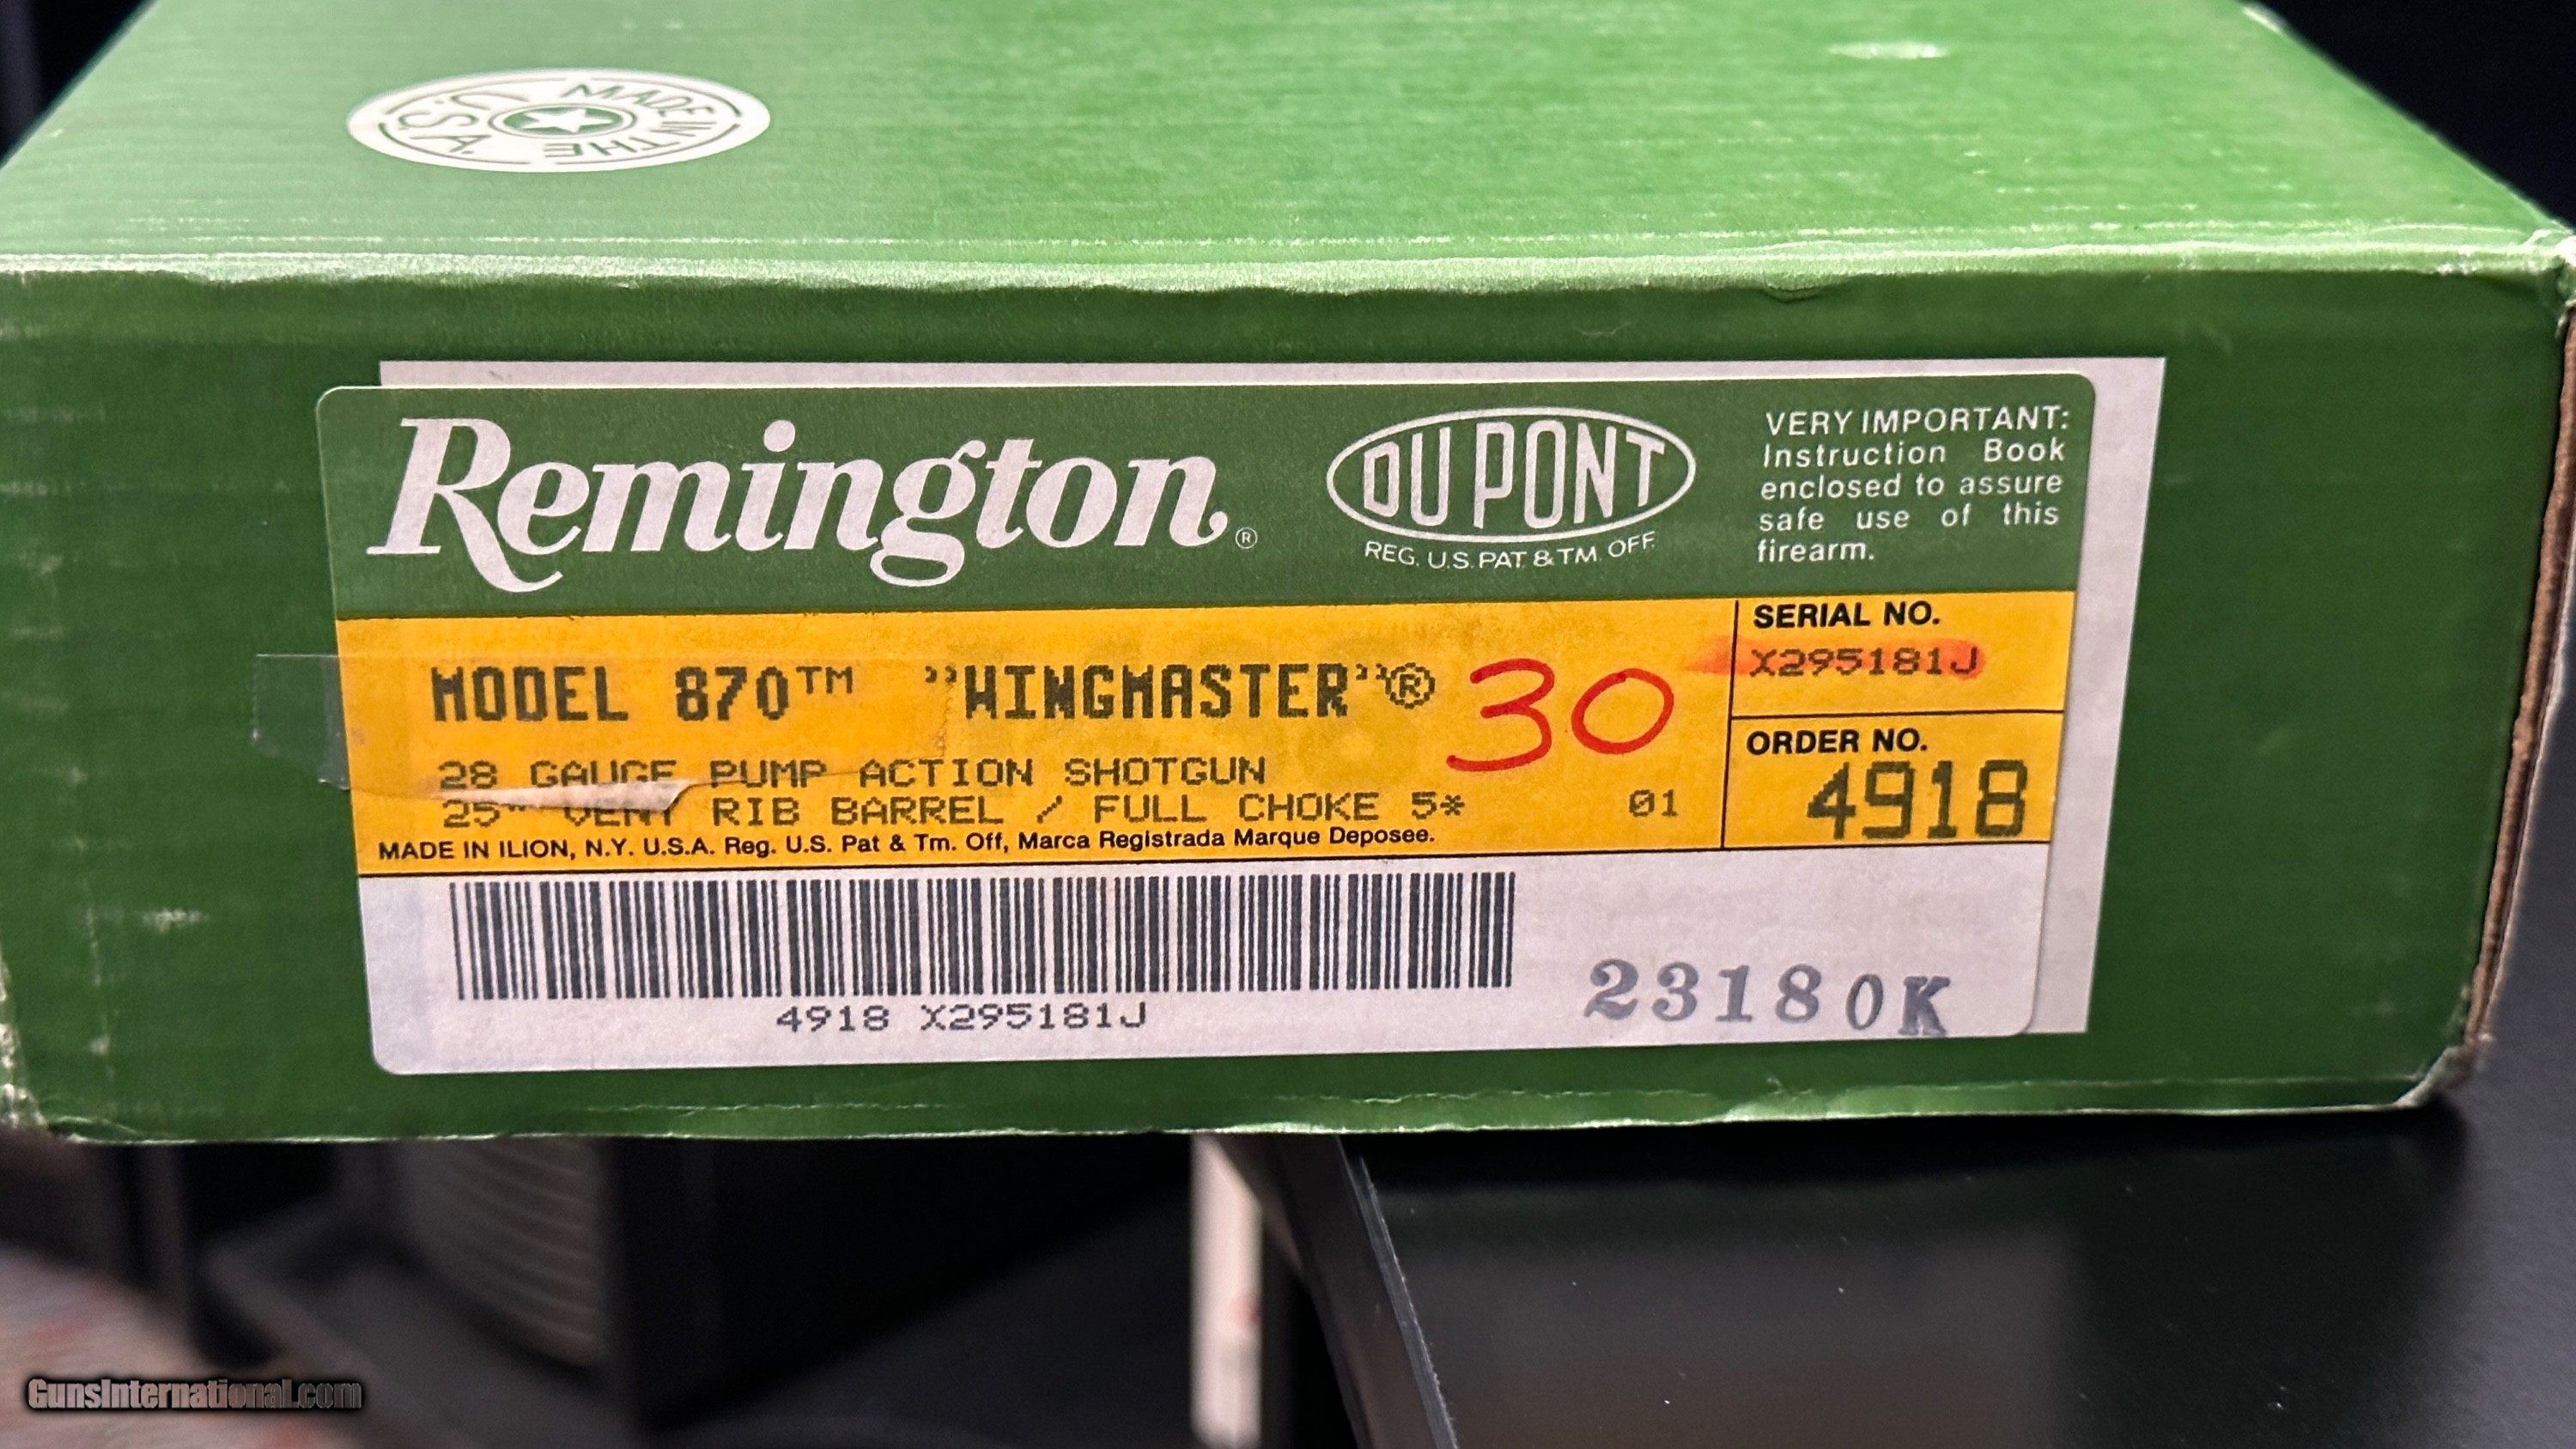 MADE IN THE U.S.A.
Remington®
DU PONT
REG. U.S. PAT. & TM. OFF.
VERY IMPORTANT:
Instruction Book
enclosed to assure
safe use of this
firearm.
MODEL 870™ "WINGMASTER"®
30
28 GAUGE PUMP ACTION SHOTGUN
25" VENT RIB BARREL / FULL CHOKE 5* 01
MADE IN ILION, N.Y. U.S.A. Reg. U.S. Pat & Tm. Off, Marca Registrada Marque Deposee.
SERIAL NO.
X295181J
ORDER NO.
4918
4918 X295181J
23180K
GunsInternational.com